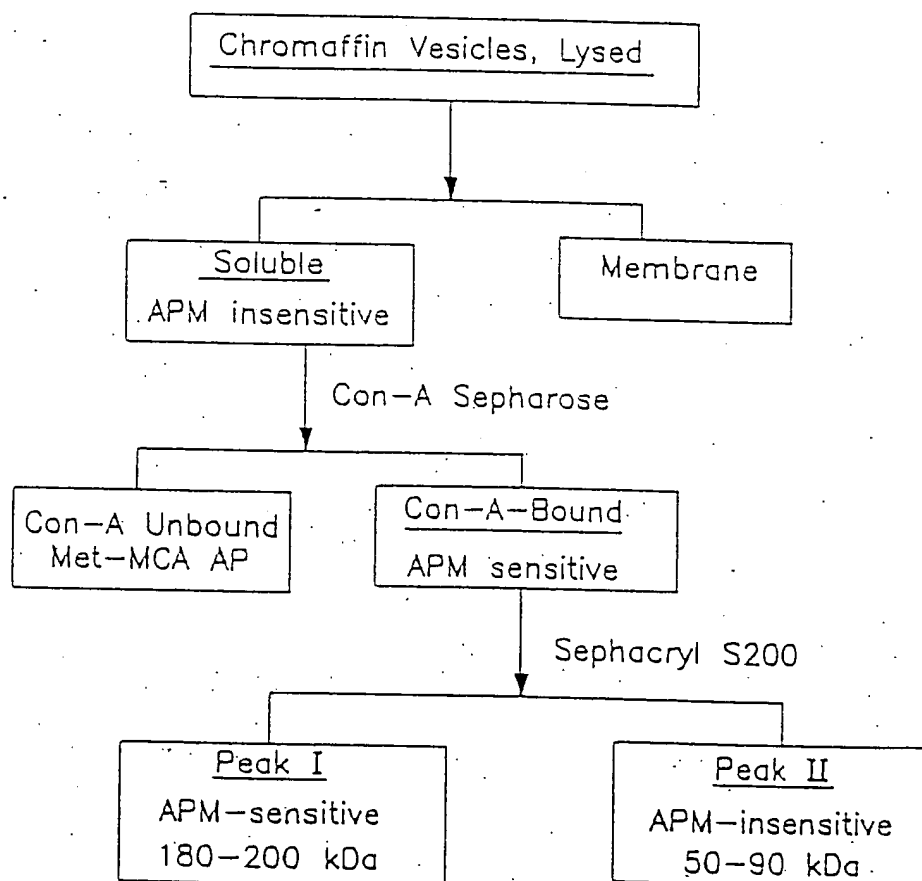 Chromaffin Vesicles, Lysed
Soluble
APM insensitive
Membrane
Con-A Sepharose
Con-A Unbound
Met-MCA AP
Con-A-Bound
APM sensitive
Sephacryl S200
Peak I
APM-sensitive
180-200 kDa
Peak II
APM-insensitive
50-90 kDa